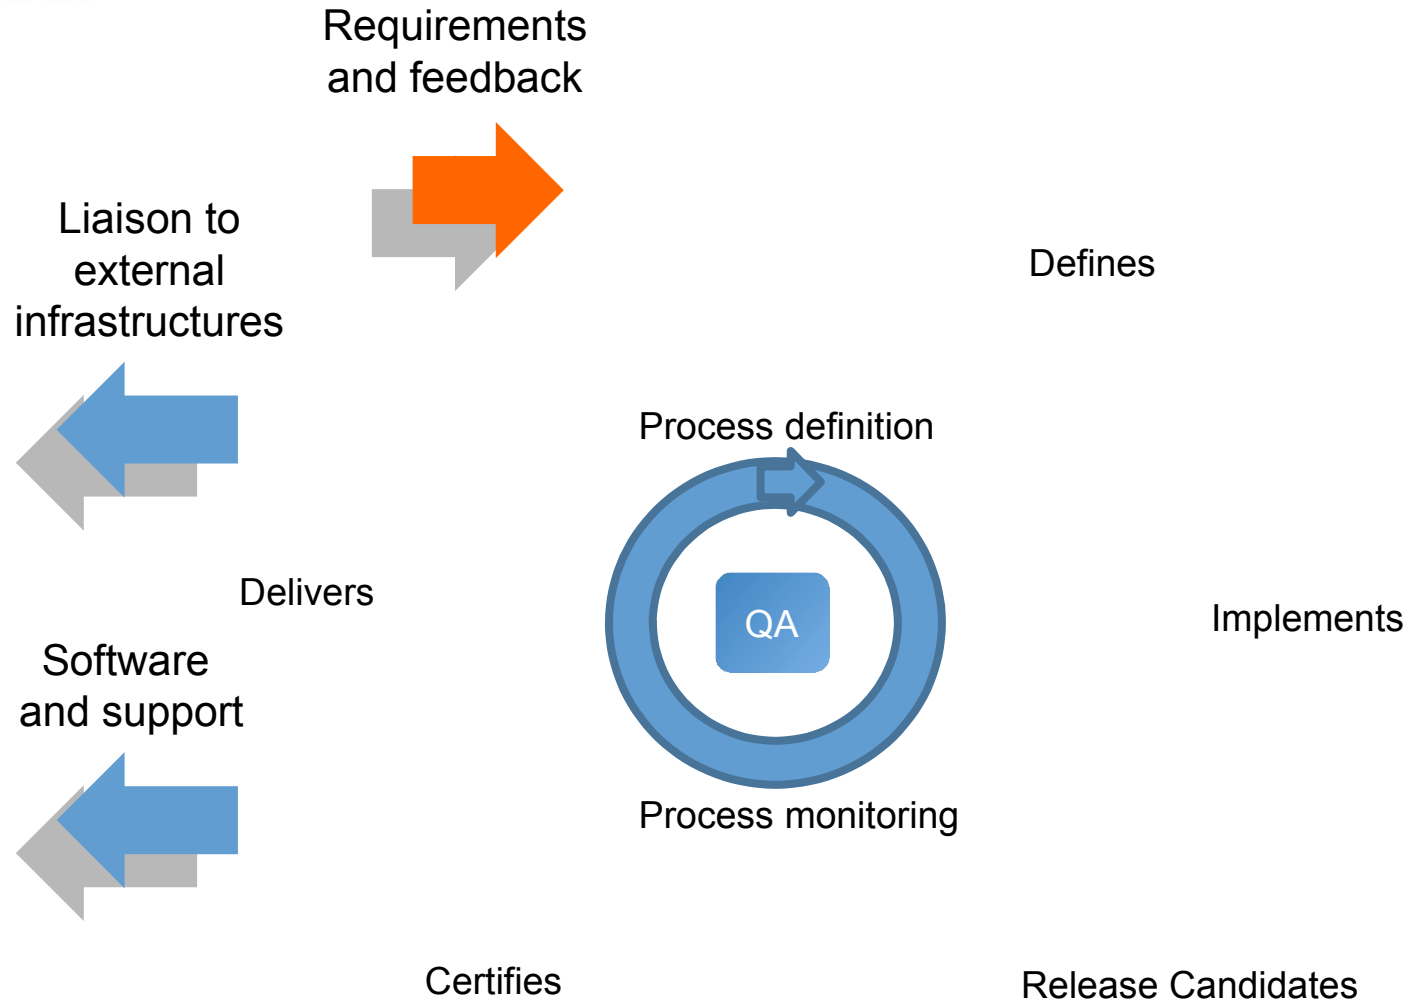 Requirements
and feedback
Liaison to
external
infrastructures
Defines
Process definition
Delivers
QA
Implements
Software
and support
Process monitoring
Certifies
Release Candidates